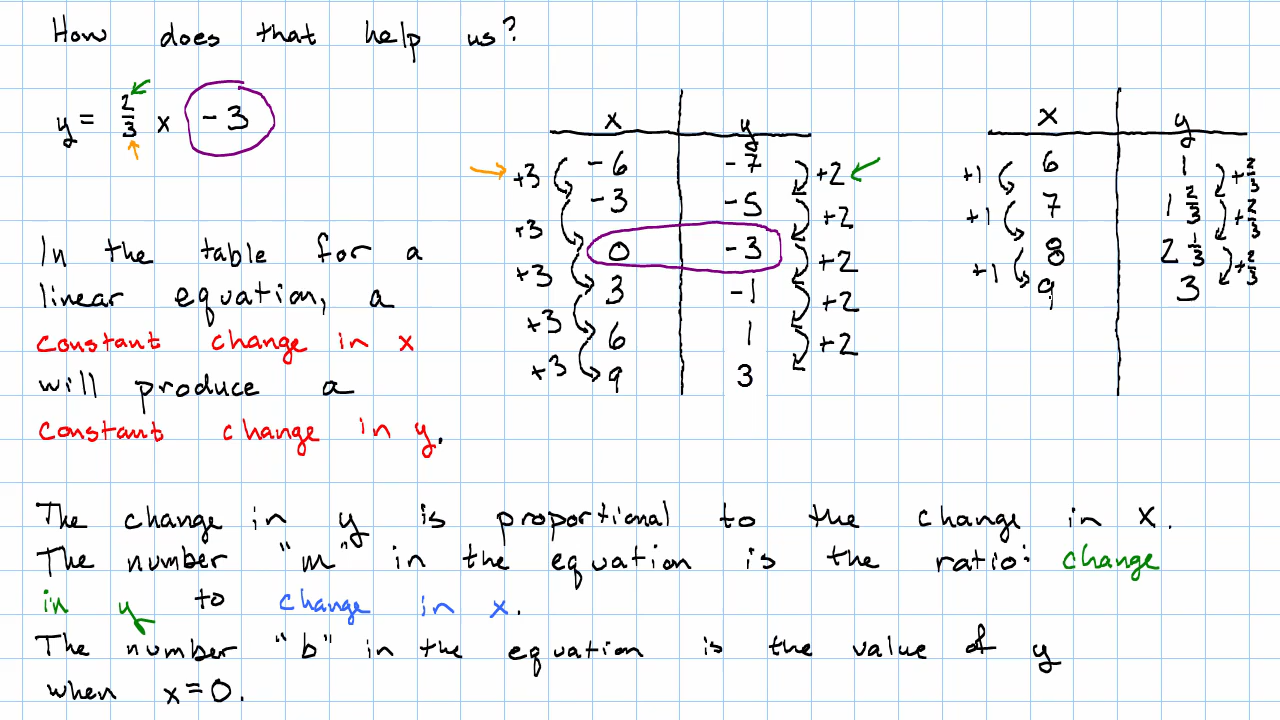 How does that help us?
y = 2/3 x - 3
In the table for a
linear equation, a
constant change in x
will produce a
constant change in y.
x y
+3 -6 -7 +2
-3 -5
+3 +2
0 -3
+3 +2
3 -1
+3 +2
6 1
+3 +2
9 3
x y
6 1
+1 +2/3
7 1 2/3
+1 +2/3
8 2 1/3
+1 +2/3
9 3
The change in y is proportional to the change in x.
The number "m" in the equation is the ratio: change
in y to change in x.
The number "b" in the equation is the value of y
when x=0.